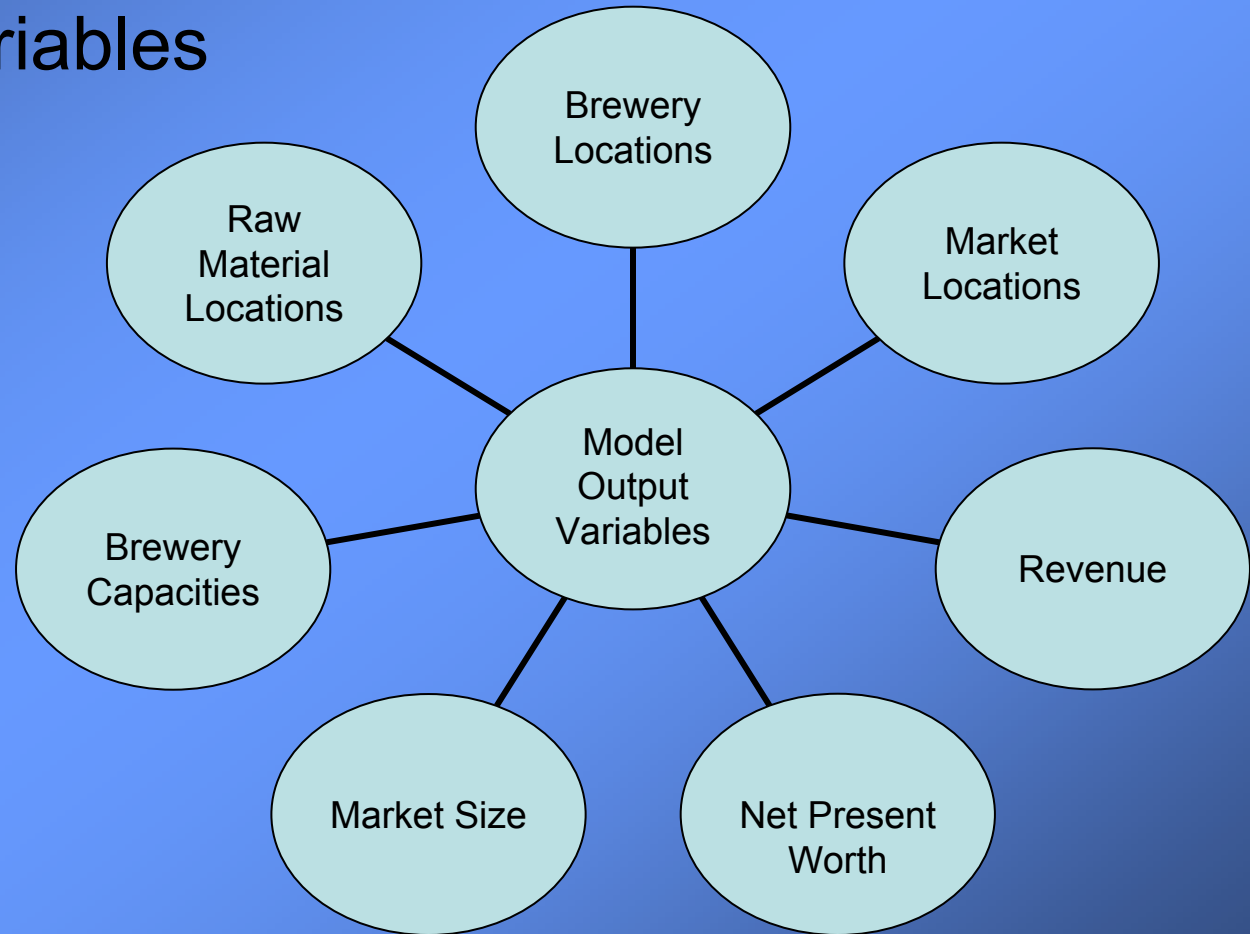 riables
Brewery
Locations
Raw
Material
Locations
Market
Locations
Model
Output
Variables
Brewery
Capacities
Revenue
Market Size
Net Present
Worth